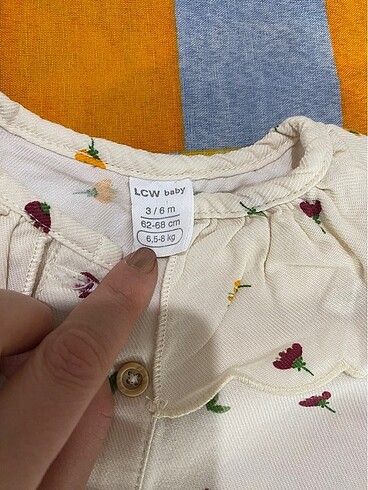 LCW baby
3 / 6 m
62-68 cm
6,5-8 kg